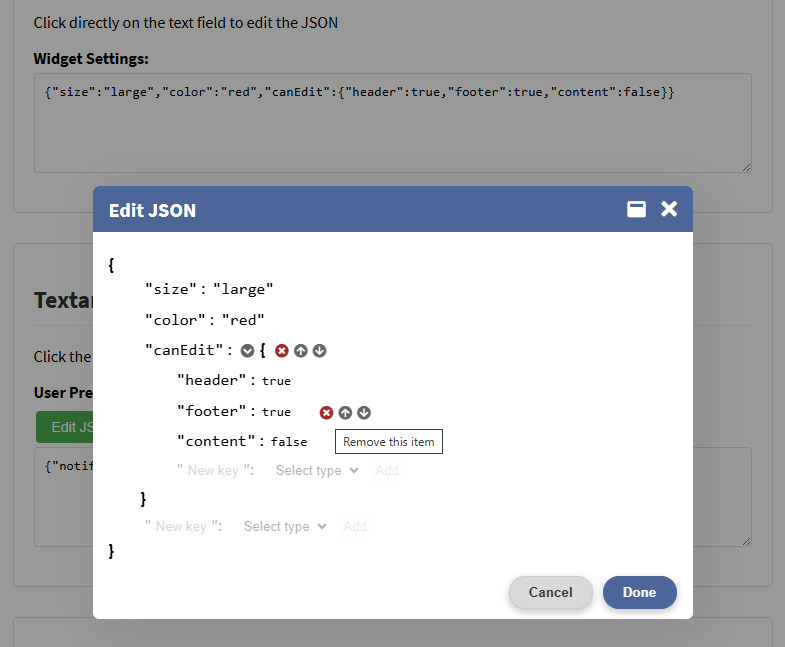 Click directly on the text field to edit the JSON
Widget Settings:
{"size":"large","color":"red","canEdit":{"header":true,"footer":true,"content":false}}
Edit JSON
{
"size": "large"
"color": "red"
"canEdit": {
"header": true
"footer": true
"content": false
Remove this item
" New key ": Select type Add
}
" New key ": Select type Add
}
Cancel Done
Click the
User Pre
Edit JS
{"notif